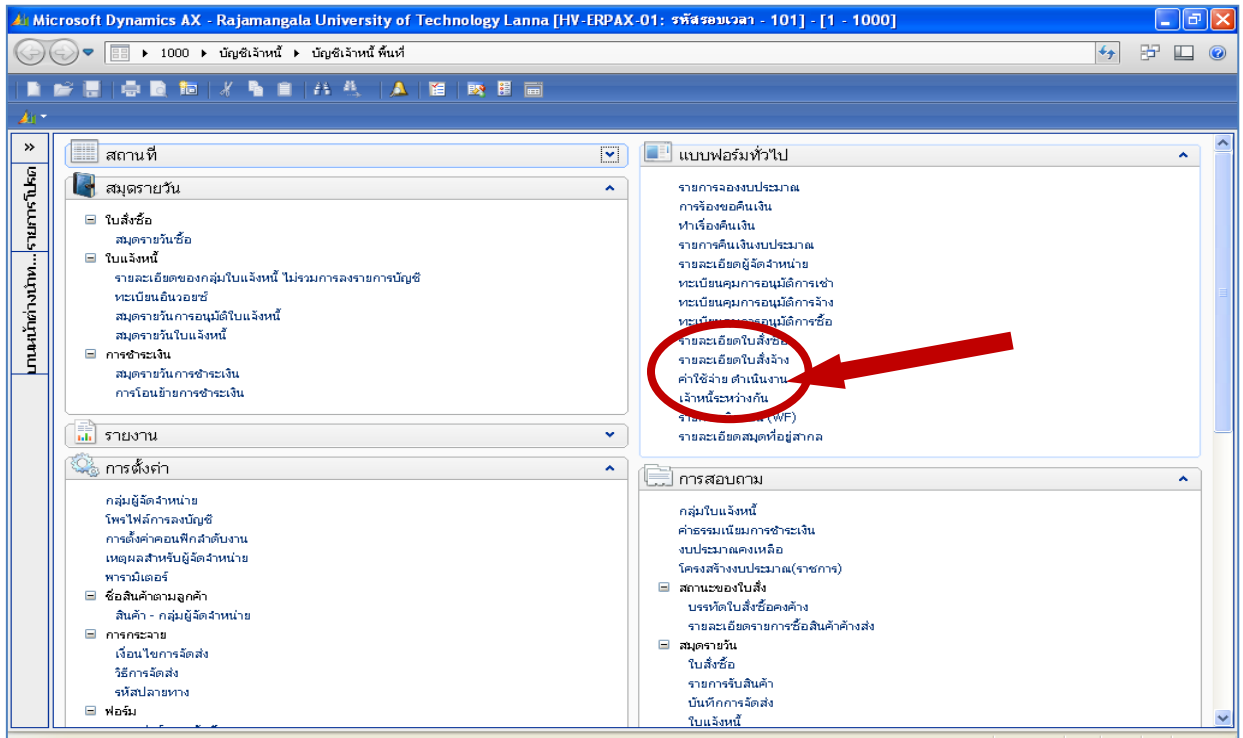 Microsoft Dynamics AX - Rajamangala University of Technology Lanna [HV-ERPAX-01: รหัสรอบเวลา - 101] - [1 - 1000]
1000 บัญชีเจ้าหนี้ บัญชีเจ้าหนี้ พื้นที่
รายการโปรด
สถานที่
สมุดรายวัน
ใบสั่งซื้อ
สมุดรายวันซื้อ
ใบแจ้งหนี้
รายละเอียดของกลุ่มใบแจ้งหนี้ ไม่รวมการลงรายการบัญชี
ทะเบียนอินวอยซ์
สมุดรายวันการอนุมัติใบแจ้งหนี้
สมุดรายวันใบแจ้งหนี้
การชำระเงิน
สมุดรายวันการชำระเงิน
การโอนย้ายการชำระเงิน
รายงาน
การตั้งค่า
กลุ่มผู้จัดจำหน่าย
โพรไฟล์การลงบัญชี
การตั้งค่าคอนฟิกลำดับงาน
เหตุผลสำหรับผู้จัดจำหน่าย
พารามิเตอร์
ชื่อสินค้าตามลูกค้า
สินค้า - กลุ่มผู้จัดจำหน่าย
การกระจาย
เงื่อนไขการจัดส่ง
วิธีการจัดส่ง
รหัสปลายทาง
ฟอร์ม
แบบฟอร์มทั่วไป
รายการจองงบประมาณ
การร้องขอคืนเงิน
ทำเรื่องคืนเงิน
รายการคืนเงินงบประมาณ
รายละเอียดผู้จัดจำหน่าย
ทะเบียนคุมการอนุมัติการเช่า
ทะเบียนคุมการอนุมัติการจ้าง
ทะเบียนคุมการอนุมัติการซื้อ
รายละเอียดใบสั่งซื้อ
รายละเอียดใบสั่งจ้าง
ค่าใช้จ่าย ดำเนินงาน
เจ้าหนี้ระหว่างกัน
(WF)
รายละเอียดสมุดที่อยู่สากล
การสอบถาม
กลุ่มใบแจ้งหนี้
ค่าธรรมเนียมการชำระเงิน
งบประมาณคงเหลือ
โครงสร้างงบประมาณ(ราชการ)
สถานะของใบสั่ง
บรรทัดใบสั่งซื้อคงค้าง
รายละเอียดรายการซื้อสินค้าค้างส่ง
สมุดรายวัน
ใบสั่งซื้อ
รายการรับสินค้า
บันทึกการจัดส่ง
ใบแจ้งหนี้